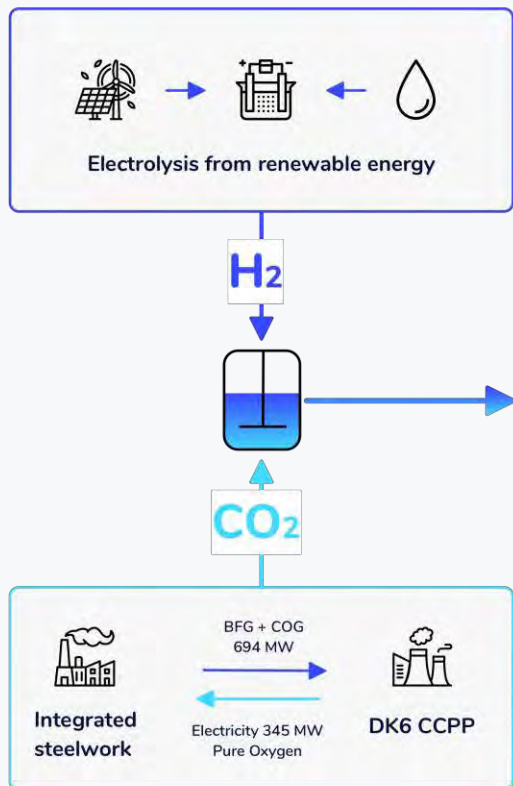 + −
Electrolysis from renewable energy
H₂
CO₂
BFG + COG
694 MW
Integrated
steelwork
DK6 CCPP
Electricity 345 MW
Pure Oxygen